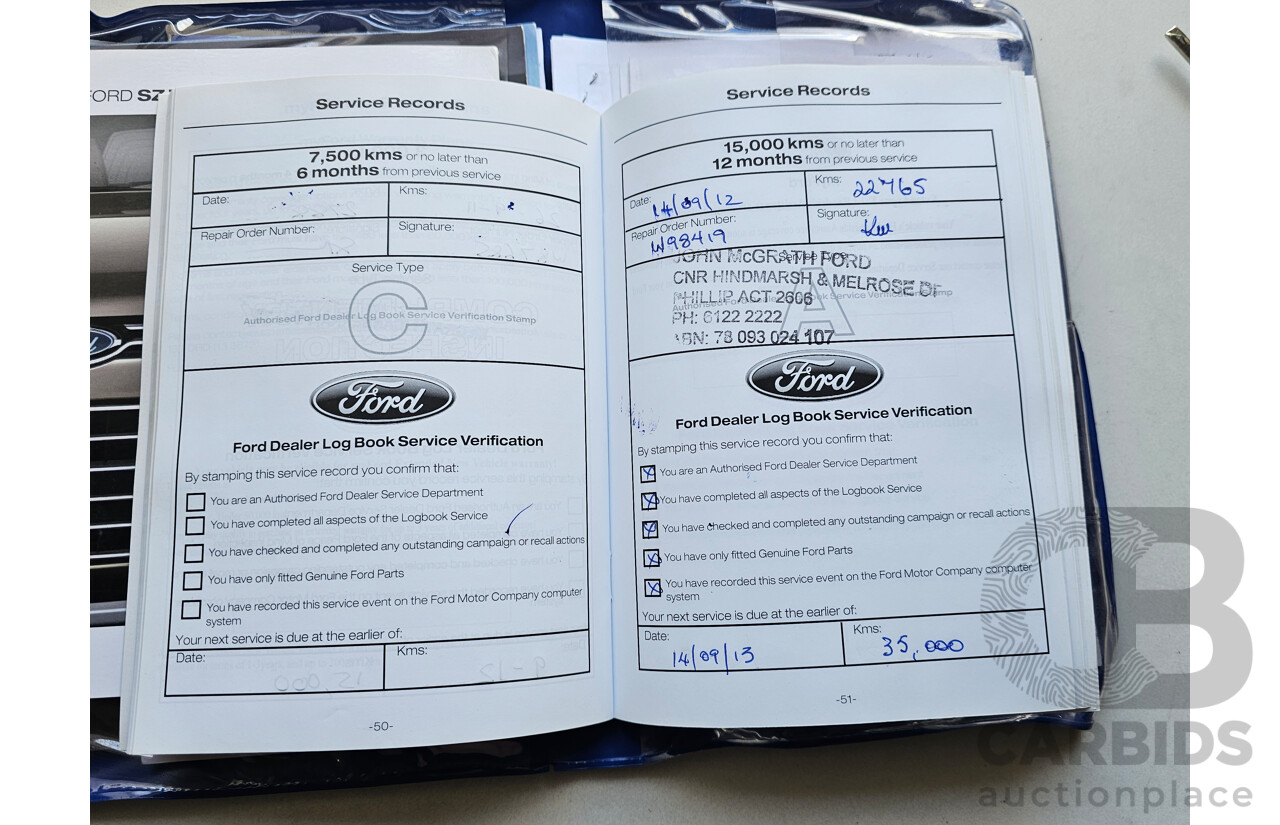 FORD SZ
Service Records
7,500 kms or no later than
6 months from previous service
Date:
Kms:
Repair Order Number:
Signature:
Service Type
C
Authorised Ford Dealer Log Book Service Verification Stamp
Ford
Ford Dealer Log Book Service Verification
By stamping this service record you confirm that:
You are an Authorised Ford Dealer Service Department
You have completed all aspects of the Logbook Service
You have checked and completed any outstanding campaign or recall actions
You have only fitted Genuine Ford Parts
You have recorded this service event on the Ford Motor Company computer
system
Your next service is due at the earlier of:
Date:
Kms:
-50-
Service Records
15,000 kms or no later than
12 months from previous service
Date: 14/09/12
Kms: 22765
Repair Order Number:
W98419
Signature:
Service Type
JOHN McGRATH FORD
CNR HINDMARSH & MELROSE DR
PHILLIP ACT 2606
Authorised Ford Dealer Log Book Service Verification Stamp
A
PH: 6122 2222
ABN: 78 093 024 107
Ford
Ford Dealer Log Book Service Verification
By stamping this service record you confirm that:
You are an Authorised Ford Dealer Service Department
You have completed all aspects of the Logbook Service
You have checked and completed any outstanding campaign or recall actions
You have only fitted Genuine Ford Parts
You have recorded this service event on the Ford Motor Company computer
system
Your next service is due at the earlier of:
Date: 14/09/13
Kms: 35,000
-51-
CB
CARBIDS
auctionplace